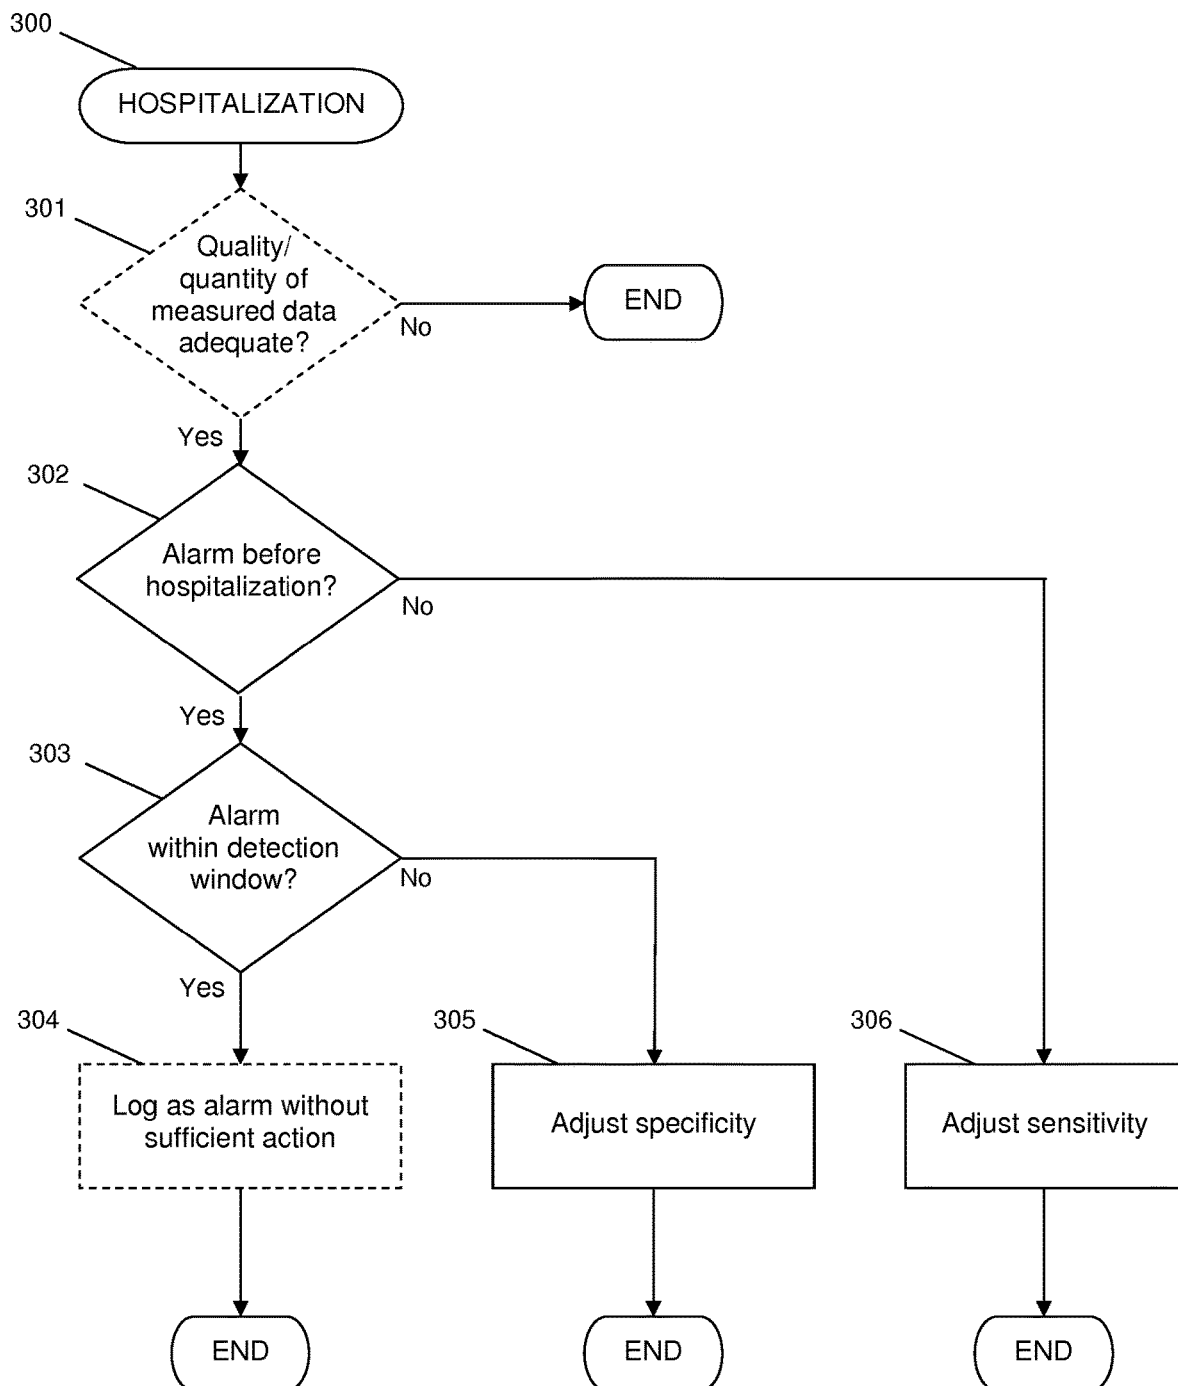 300
HOSPITALIZATION
301
Quality/
quantity of
measured data
adequate?
No
END
Yes
302
Alarm before
hospitalization?
No
Yes
303
Alarm
within detection
window?
No
Yes
304
Log as alarm without
sufficient action
305
Adjust specificity
306
Adjust sensitivity
END
END
END